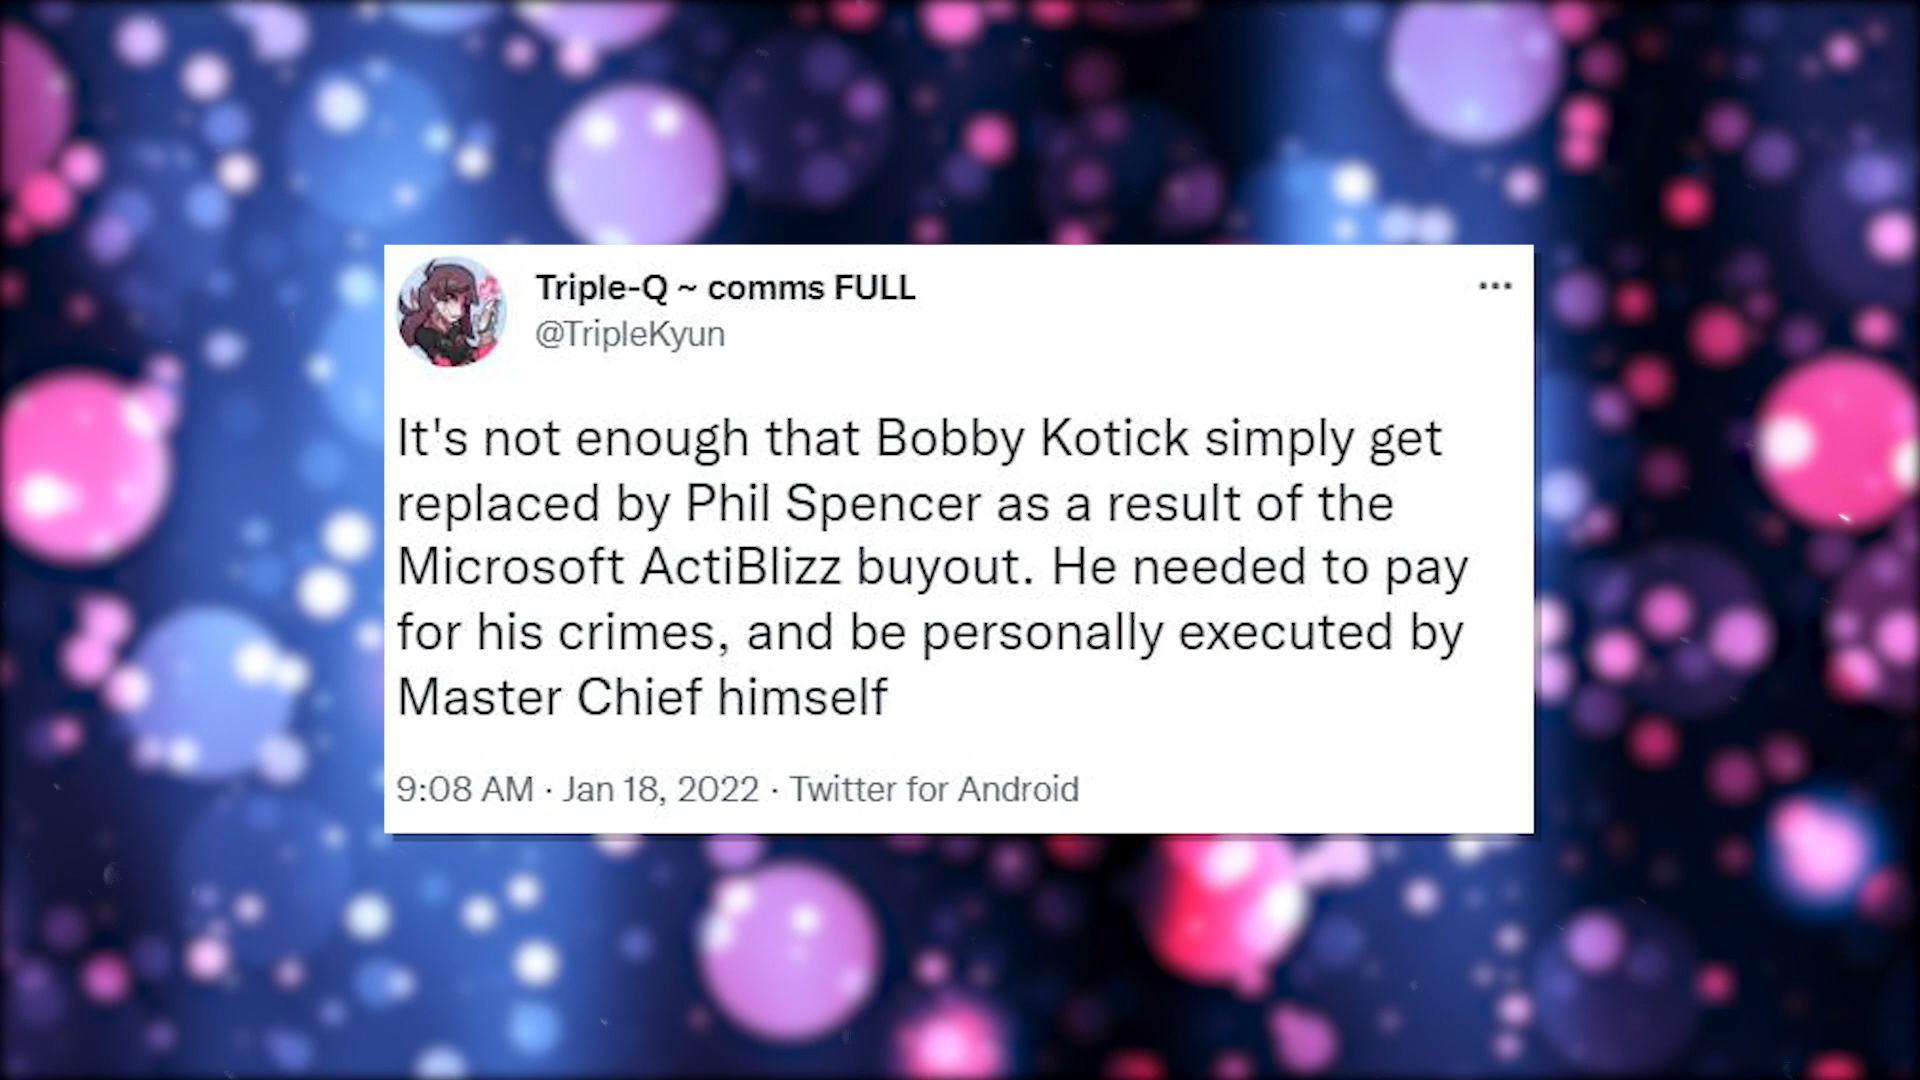 Triple-Q ~ comms FULL
@TripleKyun
It's not enough that Bobby Kotick simply get
replaced by Phil Spencer as a result of the
Microsoft ActiBlizz buyout. He needed to pay
for his crimes, and be personally executed by
Master Chief himself
9:08 AM · Jan 18, 2022 · Twitter for Android